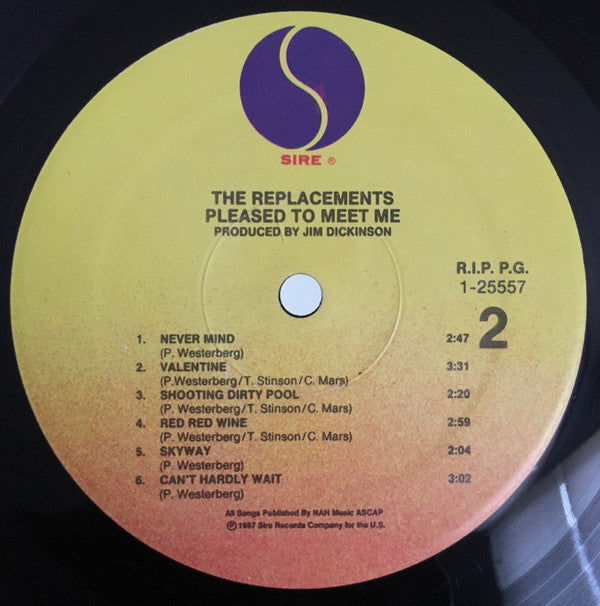 SIRE ®
THE REPLACEMENTS
PLEASED TO MEET ME
PRODUCED BY JIM DICKINSON
R.I.P. P.G.
1-25557
2
1. NEVER MIND 2:47
(P. Westerberg)
2. VALENTINE 3:31
(P.Westerberg/T. Stinson/C. Mars)
3. SHOOTING DIRTY POOL 2:20
(P. Westerberg/T. Stinson/C. Mars)
4. RED RED WINE 2:59
(P. Westerberg/T. Stinson/C. Mars)
5. SKYWAY 2:04
(P. Westerberg)
6. CAN'T HARDLY WAIT 3:02
(P. Westerberg)
All Songs Published By NAH Music ASCAP
℗ 1987 Sire Records Company for the U.S.